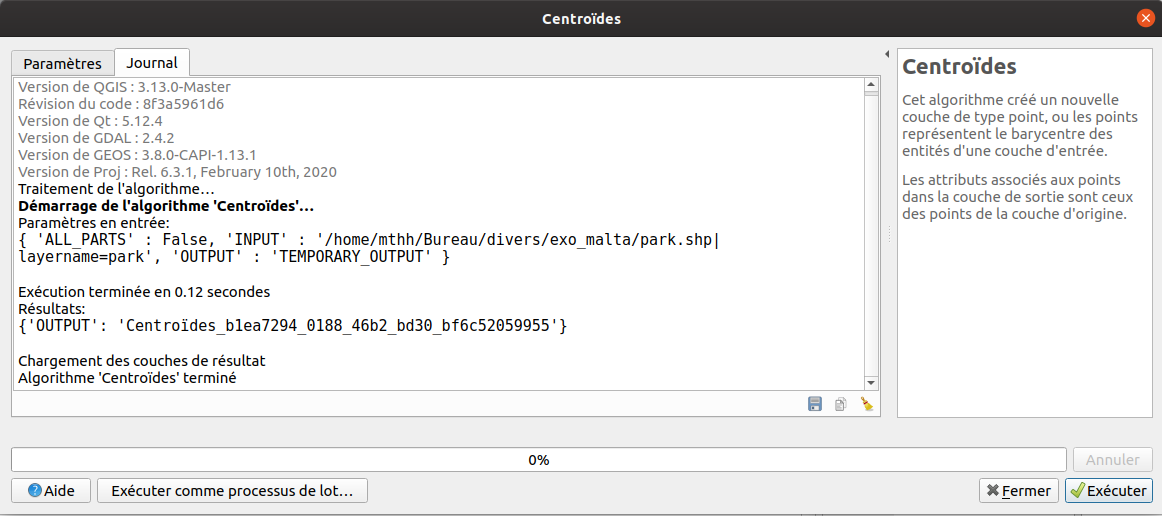 Centroïdes
Paramètres
Journal
Version de QGIS : 3.13.0-Master
Révision du code : 8f3a5961d6
Version de Qt : 5.12.4
Version de GDAL : 2.4.2
Version de GEOS : 3.8.0-CAPI-1.13.1
Version de Proj : Rel. 6.3.1, February 10th, 2020
Traitement de l'algorithme…
Démarrage de l'algorithme 'Centroïdes'…
Paramètres en entrée:
{ 'ALL_PARTS' : False, 'INPUT' : '/home/mthh/Bureau/divers/exo_malta/park.shp|
layername=park', 'OUTPUT' : 'TEMPORARY_OUTPUT' }
Exécution terminée en 0.12 secondes
Résultats:
{'OUTPUT': 'Centroïdes_b1ea7294_0188_46b2_bd30_bf6c52059955'}
Chargement des couches de résultat
Algorithme 'Centroïdes' terminé
Centroïdes
Cet algorithme créé un nouvelle
couche de type point, ou les points
représentent le barycentre des
entités d'une couche d'entrée.
Les attributs associés aux points
dans la couche de sortie sont ceux
des points de la couche d'origine.
0%
Annuler
Aide
Exécuter comme processus de lot…
Fermer
Exécuter